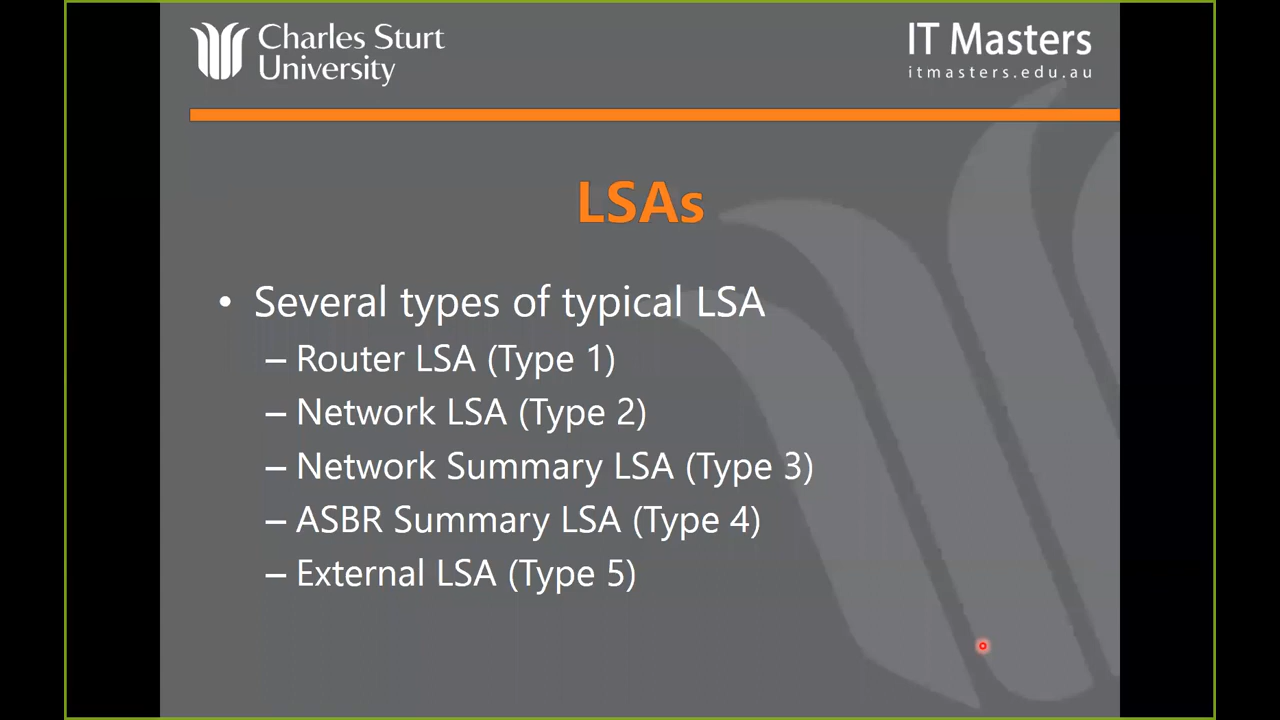 Charles Sturt
University
IT Masters
itmasters.edu.au
LSAs
• Several types of typical LSA
– Router LSA (Type 1)
– Network LSA (Type 2)
– Network Summary LSA (Type 3)
– ASBR Summary LSA (Type 4)
– External LSA (Type 5)